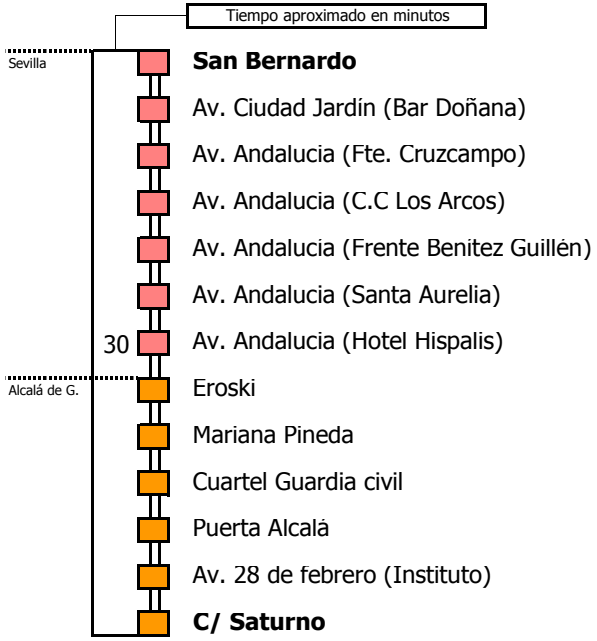 Tiempo aproximado en minutos
Sevilla
San Bernardo
Av. Ciudad Jardín (Bar Doñana)
Av. Andalucia (Fte. Cruzcampo)
Av. Andalucia (C.C Los Arcos)
Av. Andalucia (Frente Benitez Guillén)
Av. Andalucia (Santa Aurelia)
30
Av. Andalucia (Hotel Hispalis)
Alcalá de G.
Eroski
Mariana Pineda
Cuartel Guardia civil
Puerta Alcalá
Av. 28 de febrero (Instituto)
C/ Saturno